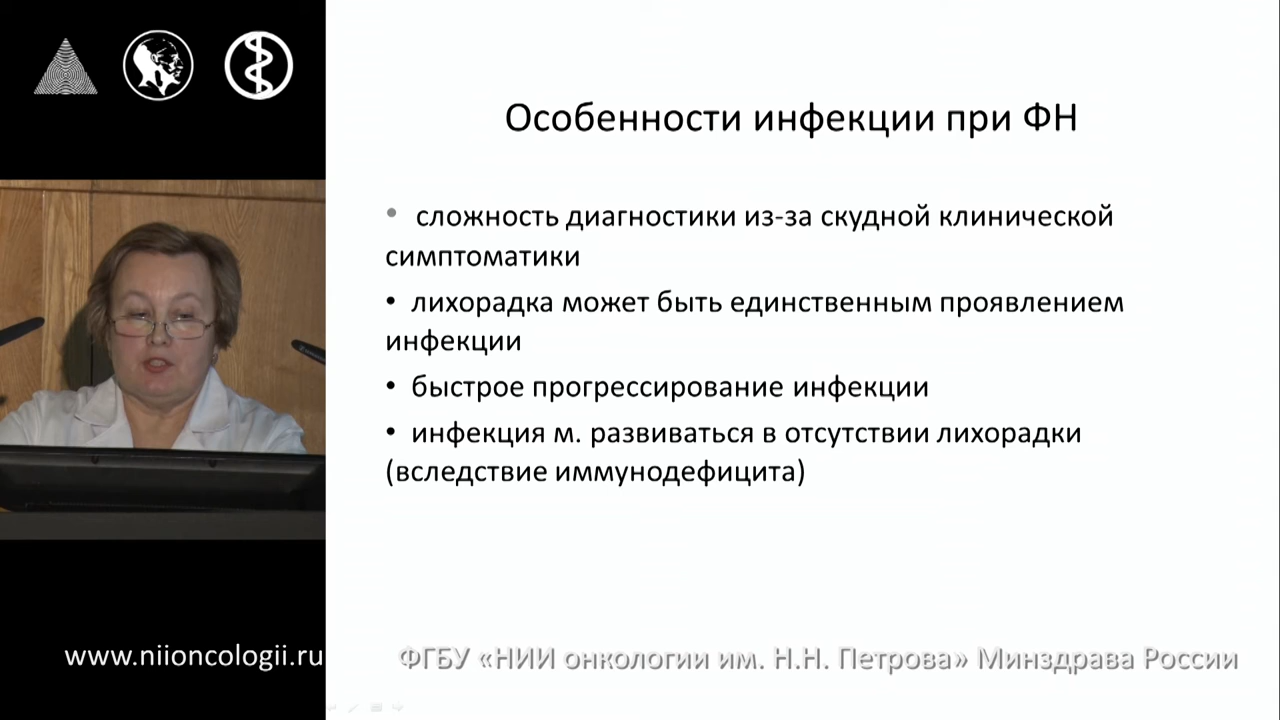 Особенности инфекции при ФН
• сложность диагностики из-за скудной клинической
симптоматики
• лихорадка может быть единственным проявлением
инфекции
• быстрое прогрессирование инфекции
• инфекция м. развиваться в отсутствии лихорадки
(вследствие иммунодефицита)
www.niioncologii.ru
ФГБУ «НИИ онкологии им. Н.Н. Петрова» Минздрава России